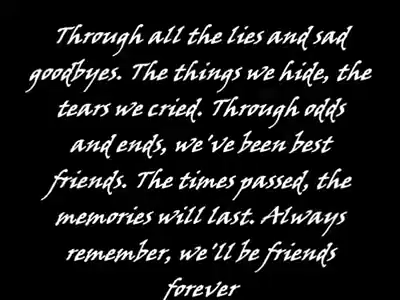 Through all the lies and sad
goodbyes. The things we hide, the
tears we cried. Through odds
and ends, we've been best
friends. The times passed, the
memories will last. Always
remember, we'll be friends
forever